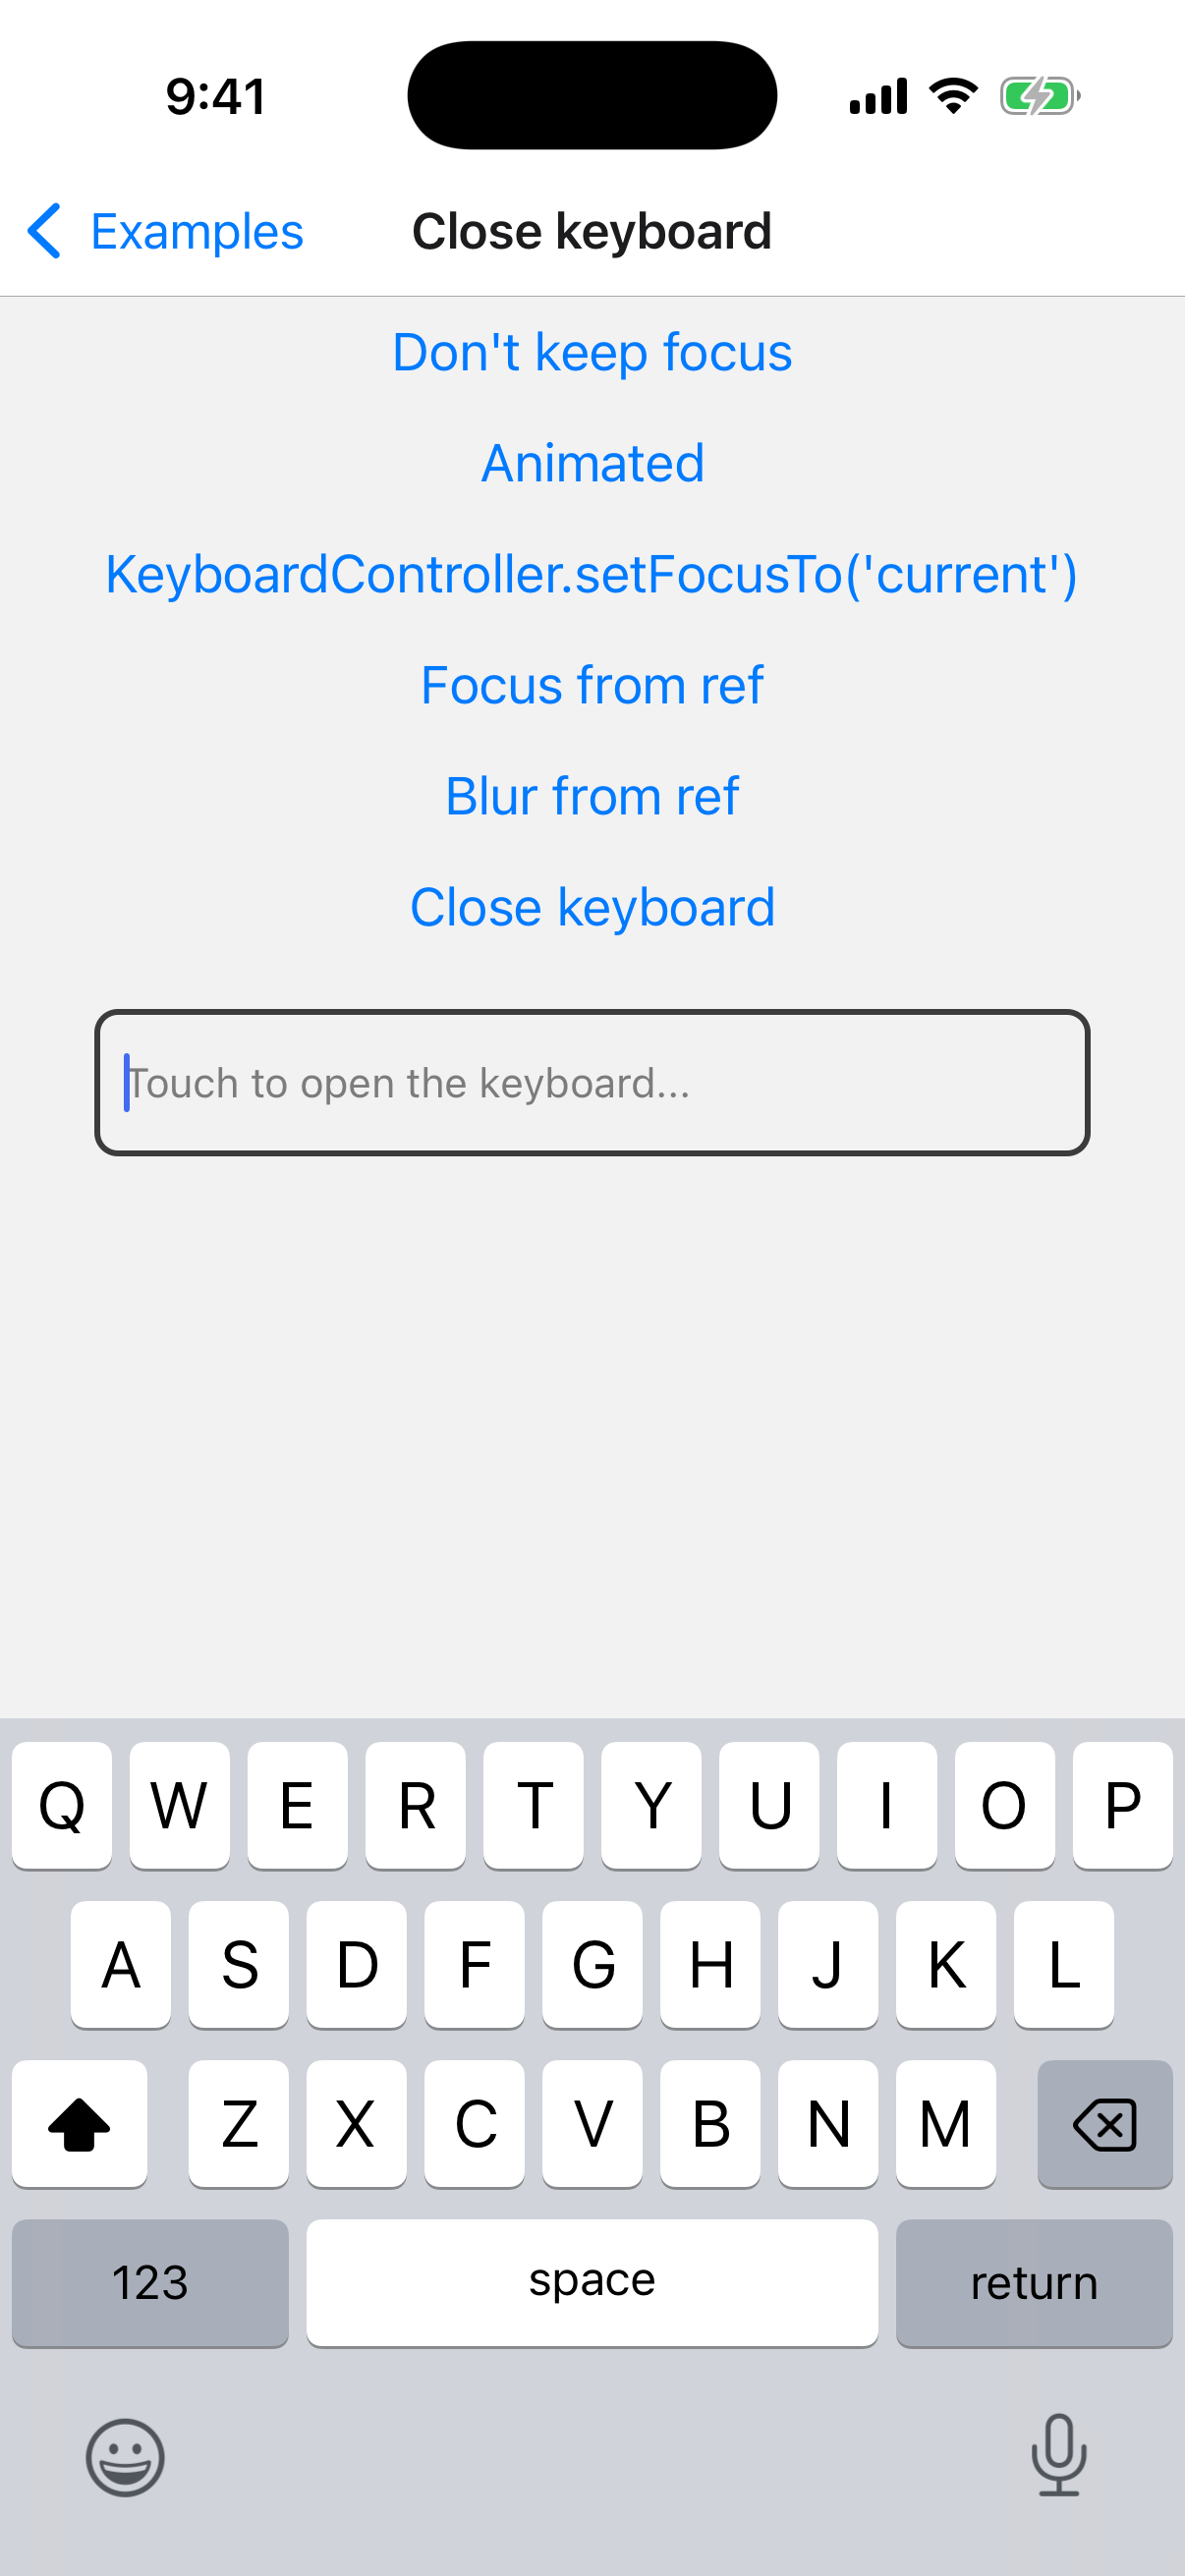 9:41
Examples
Close keyboard
Don't keep focus
Animated
KeyboardController.setFocusTo('current')
Focus from ref
Blur from ref
Close keyboard
Touch to open the keyboard...
Q W E R T Y U I O P
A S D F G H J K L
Z X C V B N M
123 space return